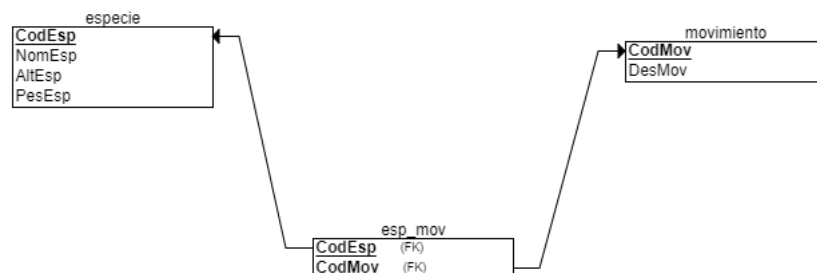 especie
CodEsp
NomEsp
AltEsp
PesEsp
movimiento
CodMov
DesMov
esp_mov
CodEsp (FK)
CodMov (FK)